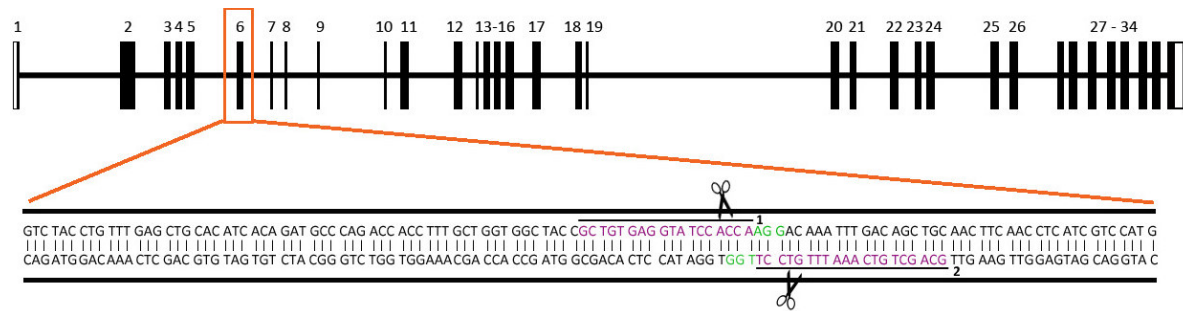 1 2 3 4 5 6 7 8 9 10 11 12 13-16 17 18 19 20 21 22 23 24 25 26 27 - 34
GTC TAC CTG TTT GAG CTG CAC ATC ACA GAT GCC CAG ACC ACC TTT GCT GGT GGC TAC CGC TGT GAG GTA TCC ACC AAG GAC AAA TTT GAC AGC TGC AAC TTC AAC CTC ATC GTC CAT G
1
CAG ATG GAC AAA CTC GAC GTG TAG TGT CTA CGG GTC TGG TGG AAA CGA CCA CCG ATG GCG ACA CTC CAT AGG TGG TTC CTG TTT AAA CTG TCG ACG TTG AAG TTG GAG TAG CAG GTA C
2